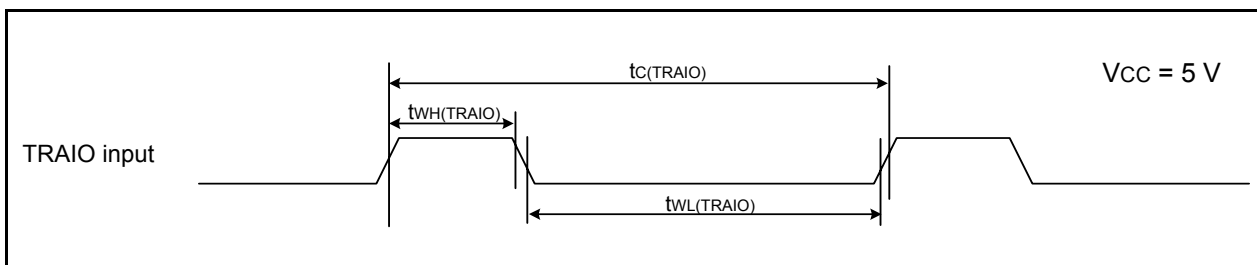 tC(TRAIO)
VCC = 5 V
tWH(TRAIO)
TRAIO input
tWL(TRAIO)